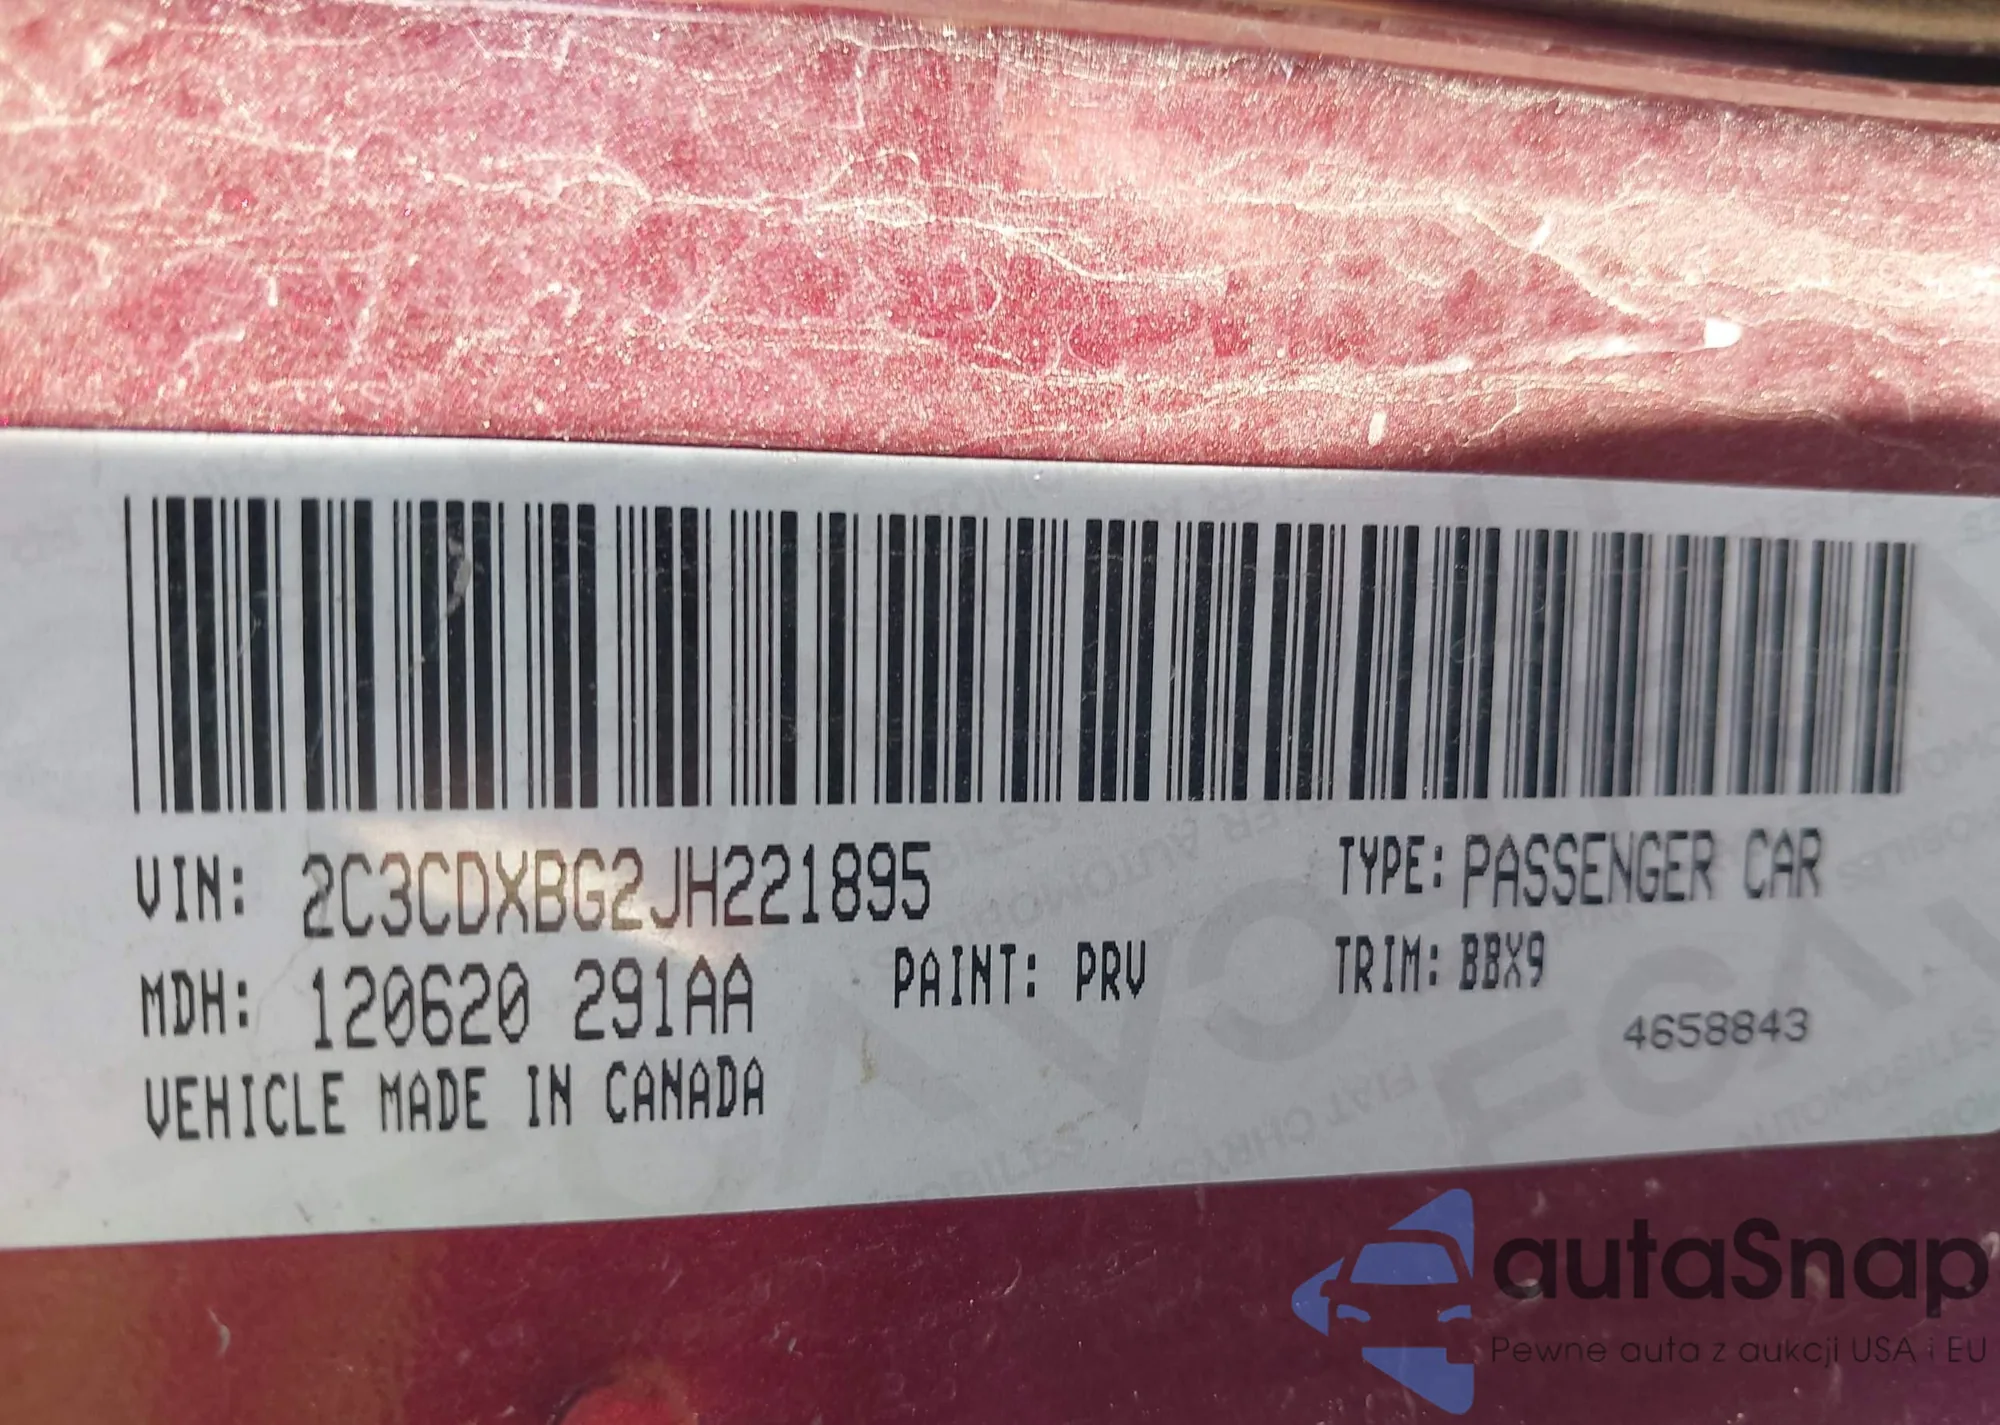 VIN: 2C3CDXBG2JH221895
TYPE: PASSENGER CAR
MDH: 120620 291AA
PAINT: PRV
TRIM: BBX9
4658843
VEHICLE MADE IN CANADA
autaSnap
Pewne auta z aukcji USA i EU